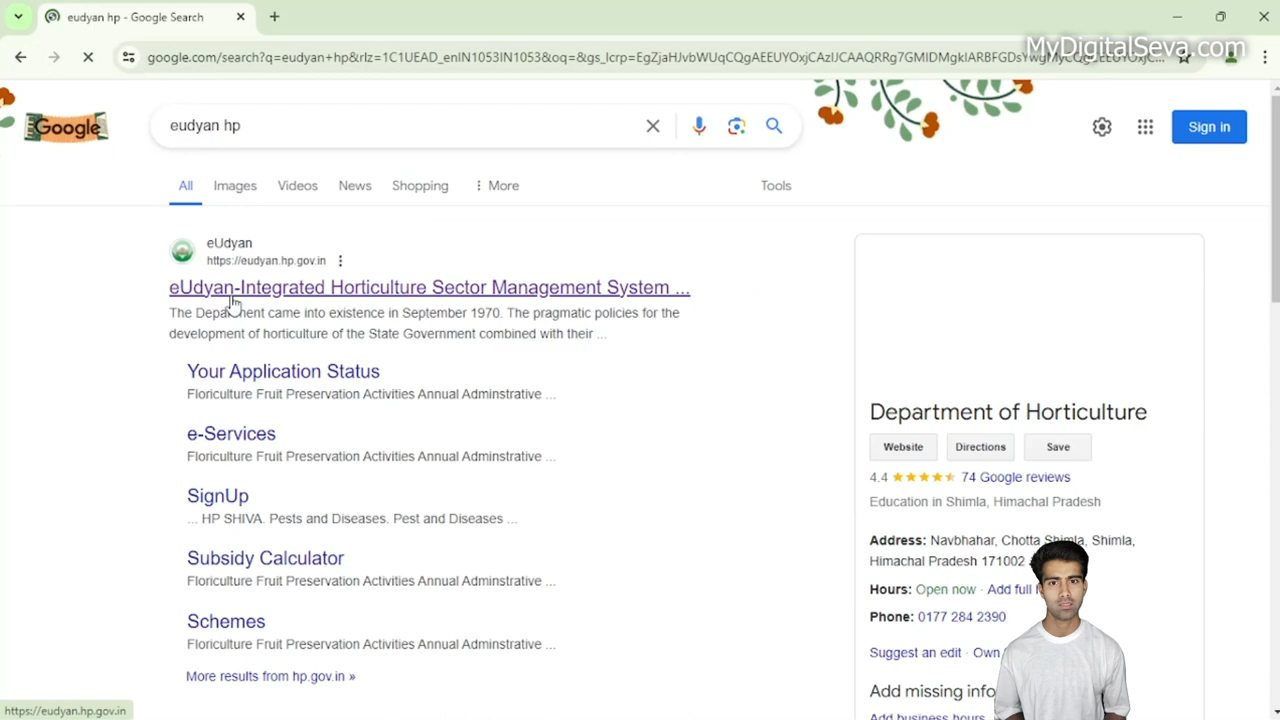 eudyan hp - Google Search
google.com/search?q=eudyan+hp&rlz=1C1UEAD_enIN1053IN1053&oq=&gs_lcrp=
MyDigitalSeva.com
Google
eudyan hp
Sign in
All Images Videos News Shopping More Tools
eUdyan
https://eudyan.hp.gov.in
eUdyan-Integrated Horticulture Sector Management System ...
The Department came into existence in September 1970. The pragmatic policies for the
development of horticulture of the State Government combined with their ...
Your Application Status
Floriculture Fruit Preservation Activities Annual Adminstrative ...
e-Services
Floriculture Fruit Preservation Activities Annual Adminstrative ...
SignUp
... HP SHIVA. Pests and Diseases. Pest and Diseases ...
Subsidy Calculator
Floriculture Fruit Preservation Activities Annual Adminstrative ...
Schemes
Floriculture Fruit Preservation Activities Annual Adminstrative ...
More results from hp.gov.in »
Department of Horticulture
Website Directions Save
4.4 74 Google reviews
Education in Shimla, Himachal Pradesh
Address: Navbhahar, Chotta Shimla, Shimla,
Himachal Pradesh 171002
Hours: Open now · Add full
Phone: 0177 284 2390
Suggest an edit · Own
Add missing info
Add business hours
https://eudyan.hp.gov.in